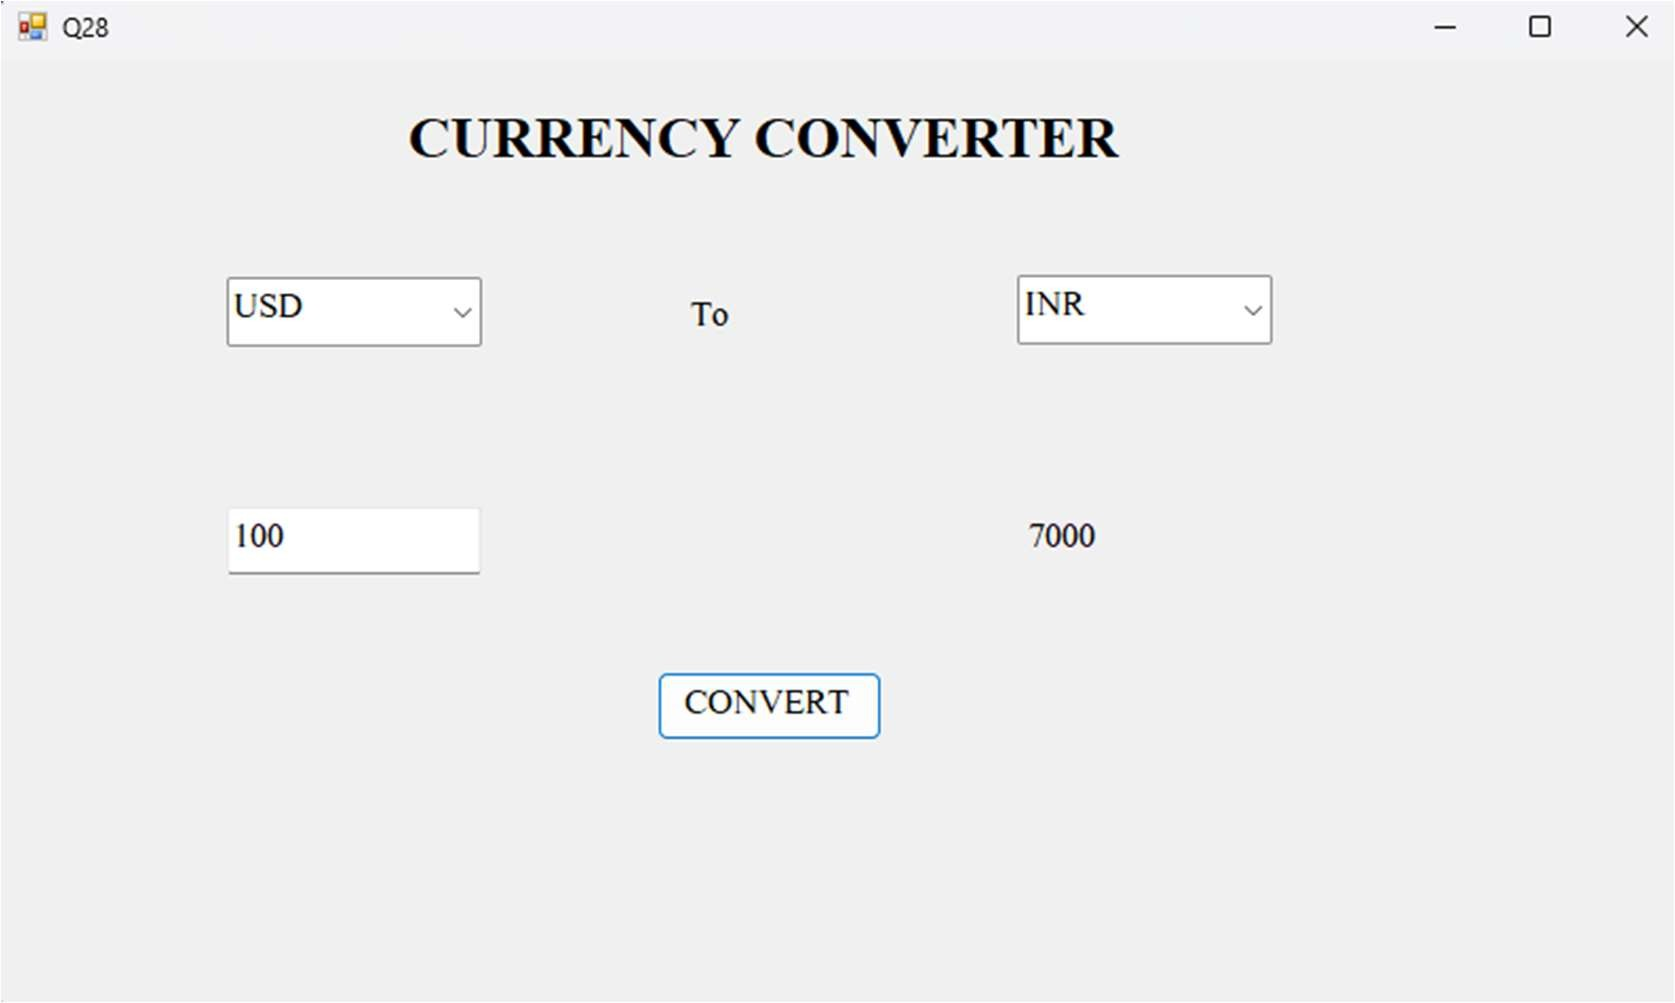 Q28
CURRENCY CONVERTER
USD To INR
100 7000
CONVERT